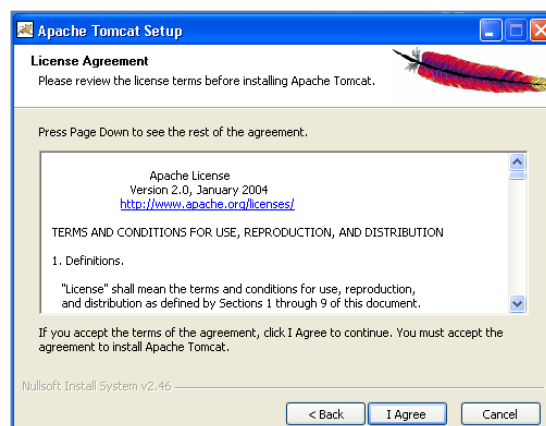 Apache Tomcat Setup
License Agreement
Please review the license terms before installing Apache Tomcat.
Press Page Down to see the rest of the agreement.
Apache License
Version 2.0, January 2004
http://www.apache.org/licenses/
TERMS AND CONDITIONS FOR USE, REPRODUCTION, AND DISTRIBUTION
1. Definitions.
"License" shall mean the terms and conditions for use, reproduction,
and distribution as defined by Sections 1 through 9 of this document.
If you accept the terms of the agreement, click I Agree to continue. You must accept the
agreement to install Apache Tomcat.
Nullsoft Install System v2.46
< Back I Agree Cancel